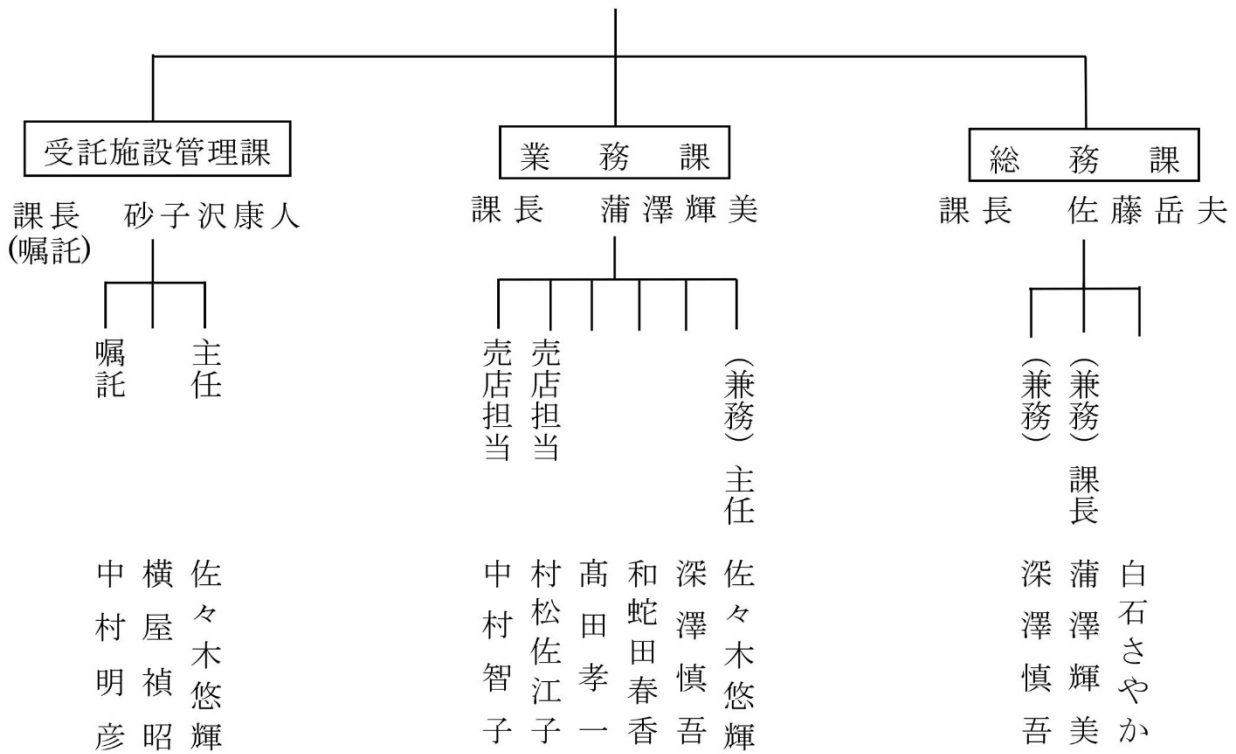 受託施設管理課
業務課
総務課
課長 砂子沢康人
(嘱託)
課長 蒲澤輝美
課長 佐藤岳夫
白石さやか
(兼務) 課長 蒲澤輝美
(兼務) 深澤慎吾
(兼務) 主任 佐々木悠輝
深澤慎吾
和蛇田春香
髙田孝一
売店担当 村松佐江子
売店担当 中村智子
主任 佐々木悠輝
横屋禎昭
嘱託 中村明彦